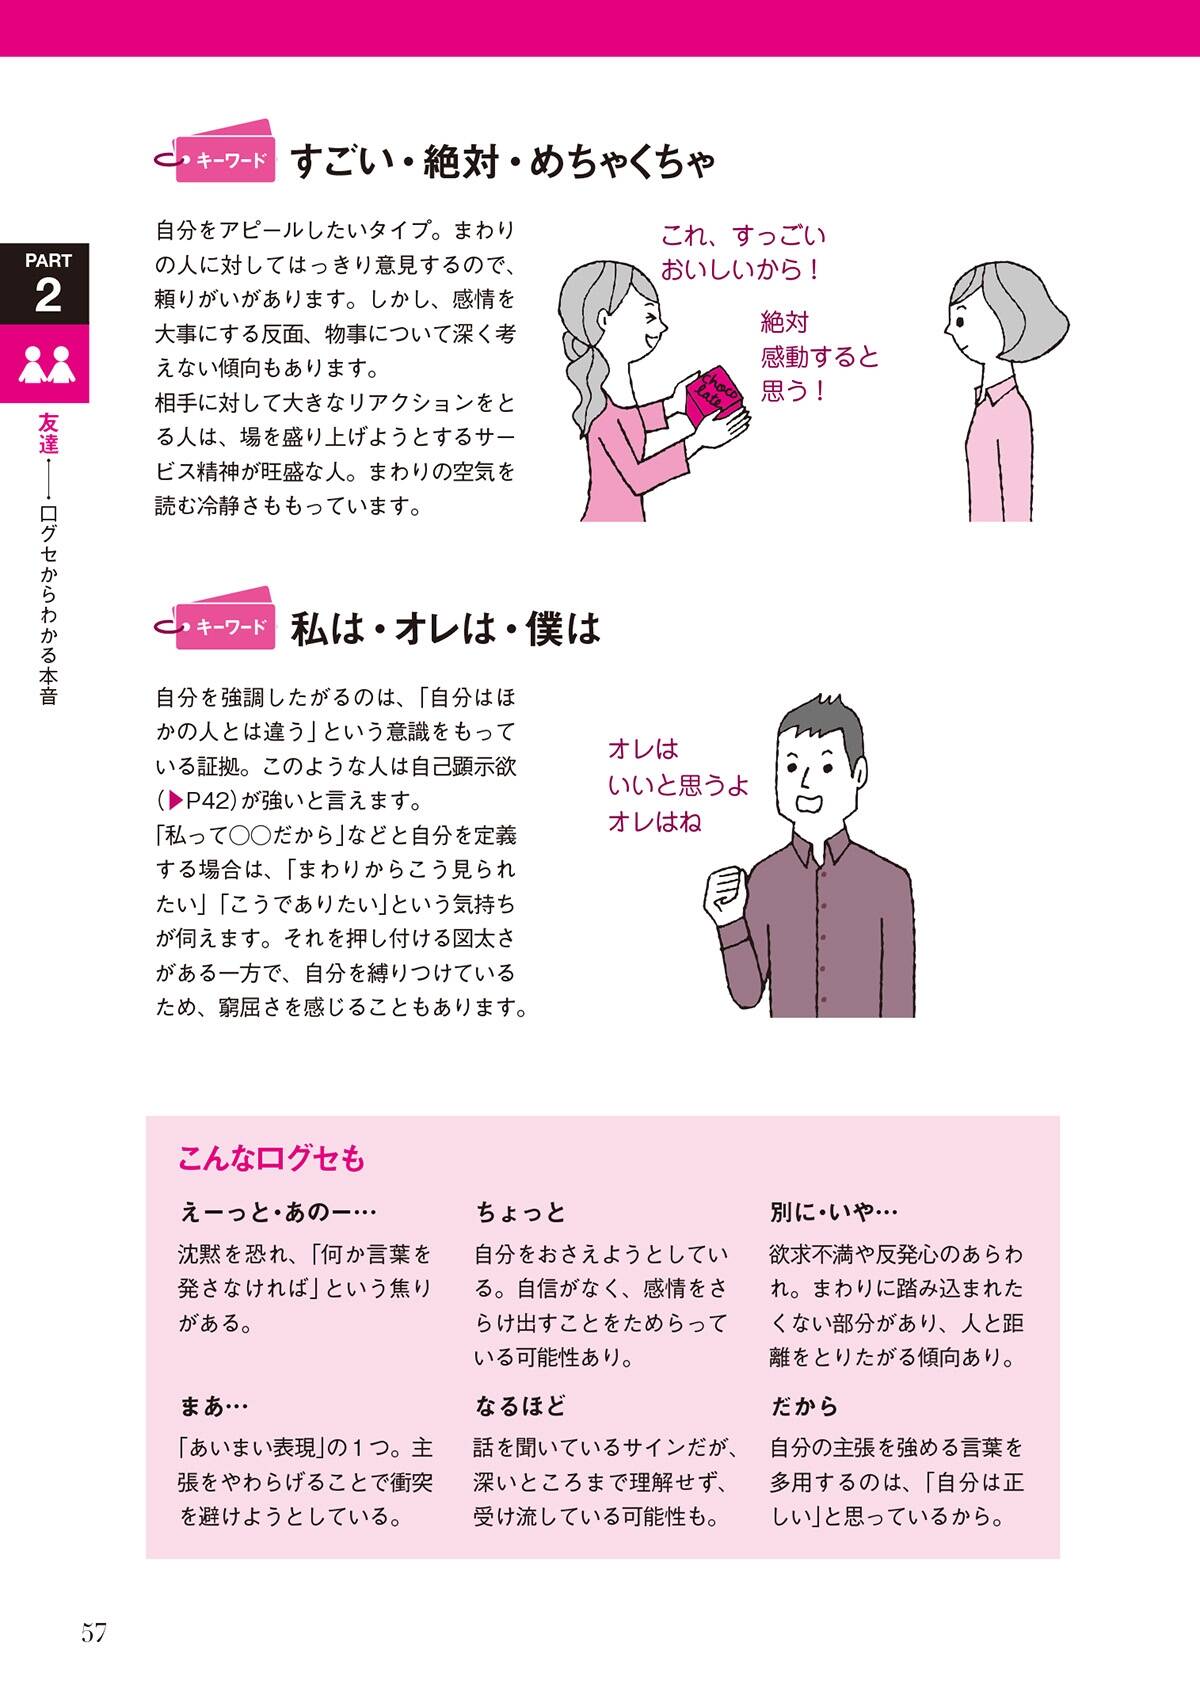 キーワード
すごい・絶対・めちゃくちゃ
自分をアピールしたいタイプ。まわり
の人に対してはっきり意見するので、
頼りがいがあります。しかし、感情を
大事にする反面、物事について深く考
えない傾向もあります。
相手に対して大きなリアクションをと
る人は、場を盛り上げようとするサー
ビス精神が旺盛な人。まわりの空気を
読む冷静さももっています。
これ、すっごい
おいしいから！
絶対
感動すると
思う！
choco
late
PART
2
友達――口グセからわかる本音
キーワード
私は・オレは・僕は
自分を強調したがるのは、「自分はほ
かの人とは違う」という意識をもって
いる証拠。このような人は自己顕示欲
（▶P42）が強いと言えます。
「私って○○だから」などと自分を定義
する場合は、「まわりからこう見られ
たい」「こうでありたい」という気持ち
が伺えます。それを押し付ける図太さ
がある一方で、自分を縛りつけている
ため、窮屈さを感じることもあります。
オレは
いいと思うよ
オレはね
こんな口グセも
えーっと・あのー…
沈黙を恐れ、「何か言葉を
発さなければ」という焦り
がある。
ちょっと
自分をおさえようとしてい
る。自信がなく、感情をさ
らけ出すことをためらって
いる可能性あり。
別に・いや…
欲求不満や反発心のあらわ
れ。まわりに踏み込まれた
くない部分があり、人と距
離をとりたがる傾向あり。
まあ…
「あいまい表現」の１つ。主
張をやわらげることで衝突
を避けようとしている。
なるほど
話を聞いているサインだが、
深いところまで理解せず、
受け流している可能性も。
だから
自分の主張を強める言葉を
多用するのは、「自分は正
しい」と思っているから。
57